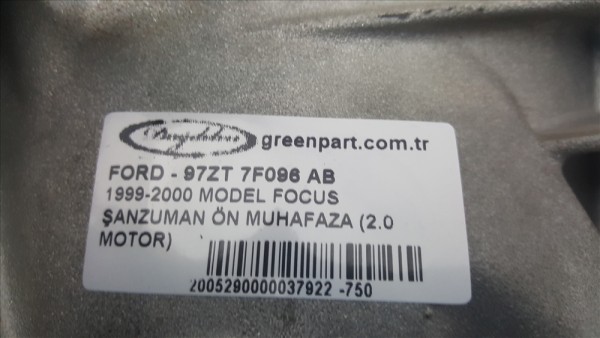 greenpart.com.tr
FORD - 97ZT 7F096 AB
1999-2000 MODEL FOCUS
ŞANZUMAN ÖN MUHAFAZA (2.0
MOTOR)
2005290000037922 -750